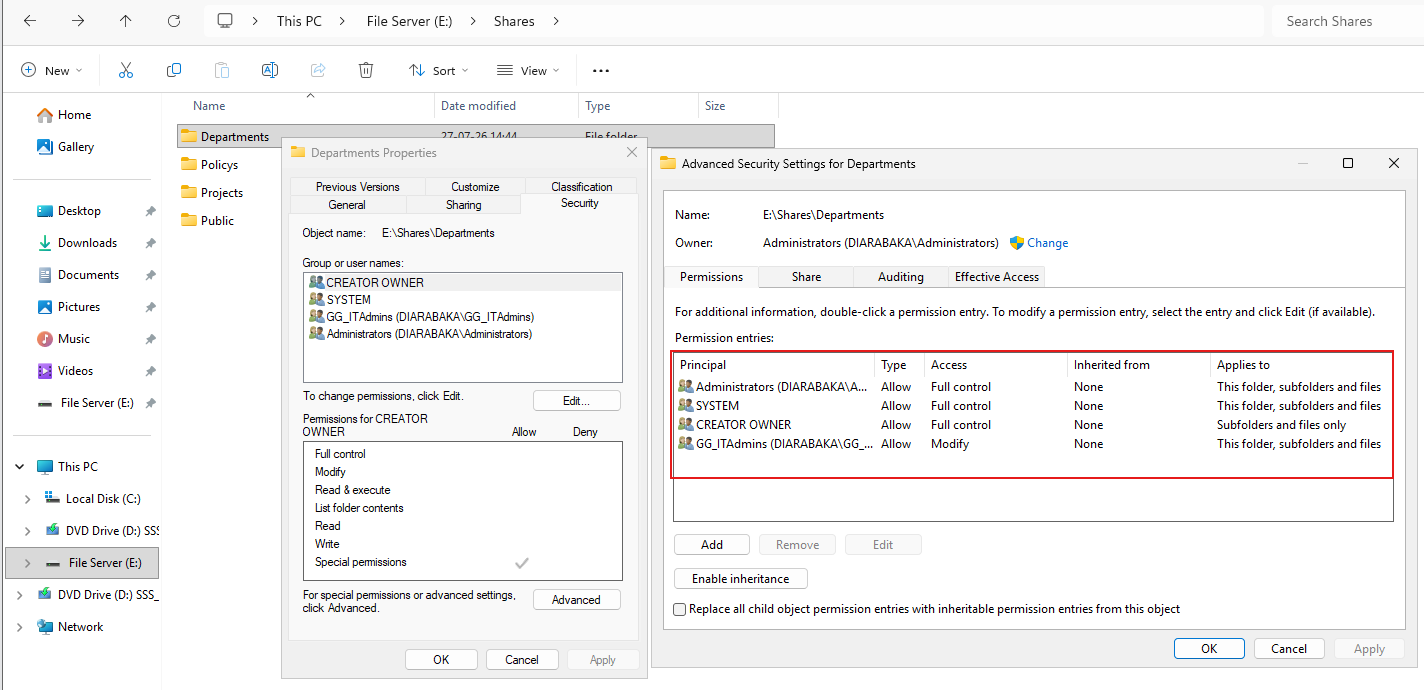 This PC > File Server (E:) > Shares >
Search Shares
New
Sort
View
Name
Date modified
Type
Size
Home
Gallery
Desktop
Downloads
Documents
Pictures
Music
Videos
File Server (E:)
This PC
Local Disk (C:)
DVD Drive (D:) SSS
File Server (E:)
DVD Drive (D:) SSS_
Network
Departments
27-07-26 14:44
File folder
Policys
Projects
Public
Departments Properties
Previous Versions
Customize
Classification
General
Sharing
Security
Object name: E:\Shares\Departments
Group or user names:
CREATOR OWNER
SYSTEM
GG_ITAdmins (DIARABAKA\GG_ITAdmins)
Administrators (DIARABAKA\Administrators)
To change permissions, click Edit.
Edit...
Permissions for CREATOR
OWNER
Allow
Deny
Full control
Modify
Read & execute
List folder contents
Read
Write
Special permissions
For special permissions or advanced settings,
click Advanced.
Advanced
OK
Cancel
Apply
Advanced Security Settings for Departments
Name: E:\Shares\Departments
Owner: Administrators (DIARABAKA\Administrators) Change
Permissions
Share
Auditing
Effective Access
For additional information, double-click a permission entry. To modify a permission entry, select the entry and click Edit (if available).
Permission entries:
Principal Type Access Inherited from Applies to
Administrators (DIARABAKA\A... Allow Full control None This folder, subfolders and files
SYSTEM Allow Full control None This folder, subfolders and files
CREATOR OWNER Allow Full control None Subfolders and files only
GG_ITAdmins (DIARABAKA\GG_... Allow Modify None This folder, subfolders and files
Add
Remove
Edit
Enable inheritance
Replace all child object permission entries with inheritable permission entries from this object
OK
Cancel
Apply